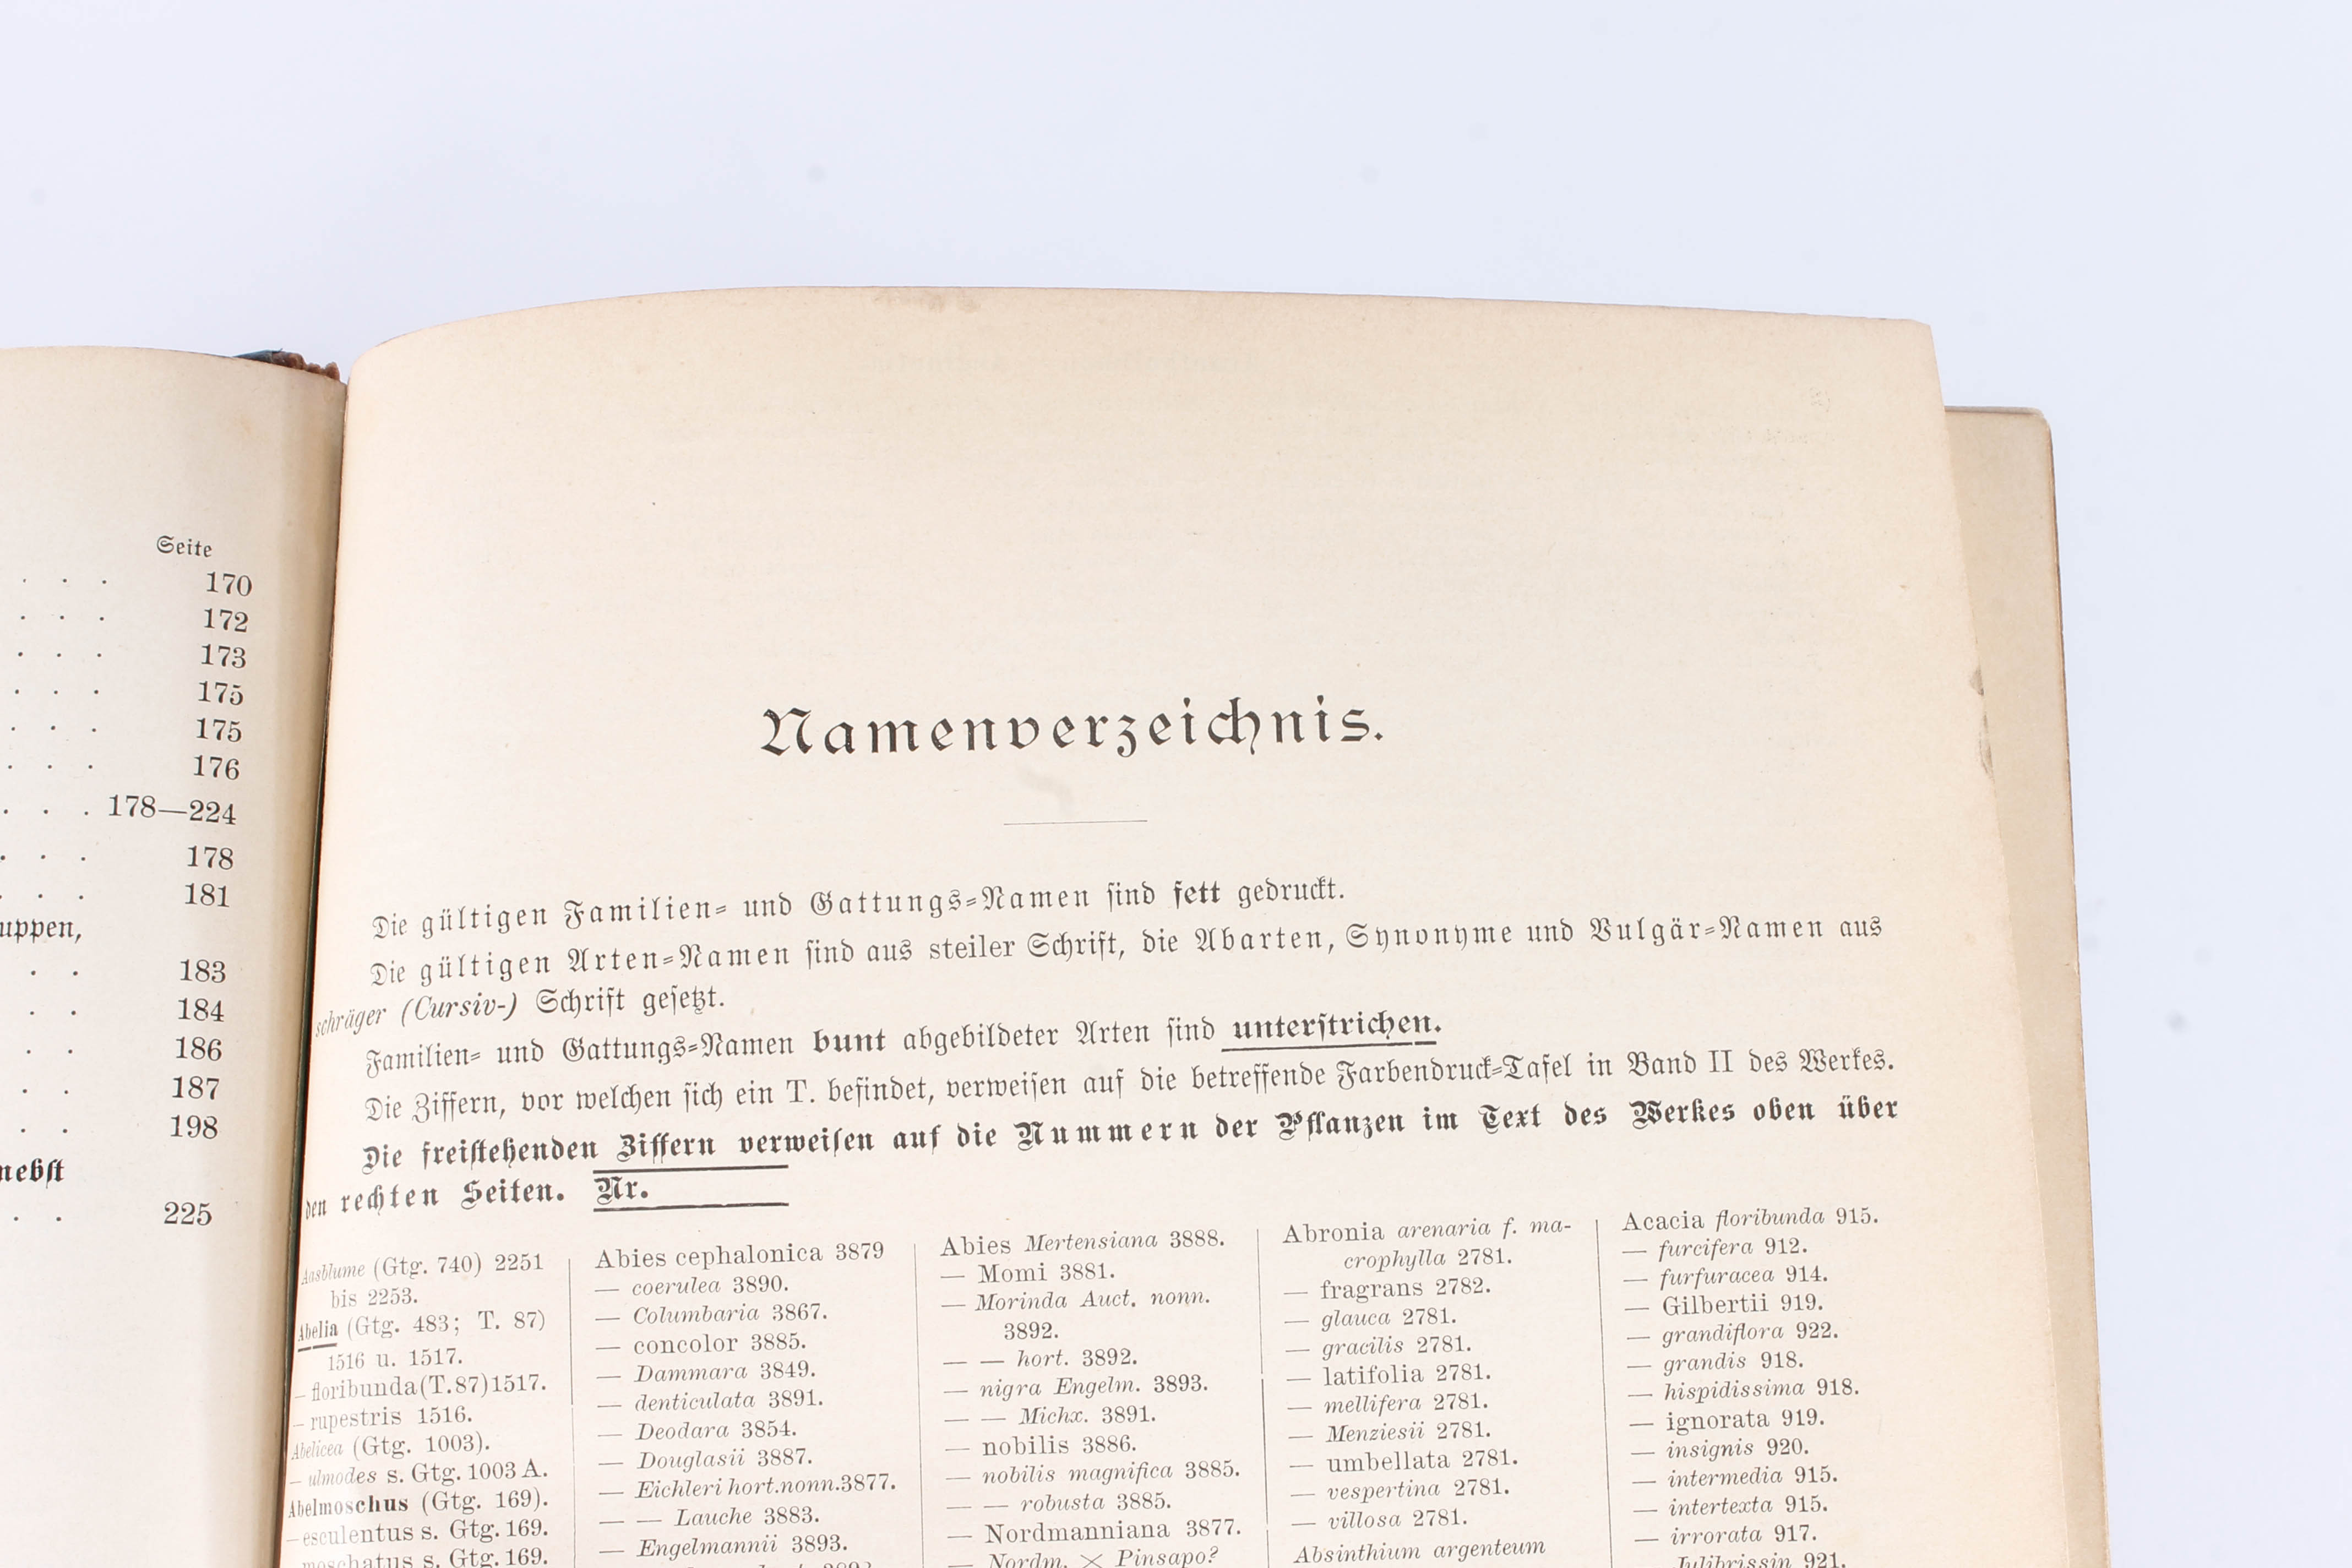 Seite
170
172
173
175
175
176
178—224
178
181
uppen,
183
184
186
187
198
nebst
225
Namenverzeichnis.
Die gültigen Familien- und Gattungs-Namen sind fett gedruckt.
Die gültigen Arten-Namen sind aus steiler Schrift, die Abarten, Synonyme und Vulgär-Namen aus
schräger (Cursiv-) Schrift gesetzt.
Familien- und Gattungs-Namen bunt abgebildeter Arten sind unterstrichen.
Die Ziffern, vor welchen sich ein T. befindet, verweisen auf die betreffende Farbendruck-Tafel in Band II des Werkes.
Die freistehenden Ziffern verweisen auf die Nummern der Pflanzen im Text des Werkes oben über
den rechten Seiten. Nr.
Aasblume (Gtg. 740) 2251
bis 2253.
Abelia (Gtg. 483; T. 87)
1516 u. 1517.
— floribunda (T. 87) 1517.
— rupestris 1516.
Abelicea (Gtg. 1003).
— ulmodes s. Gtg. 1003 A.
Abelmoschus (Gtg. 169).
— esculentus s. Gtg. 169.
moschatus s. Gtg. 169.
Abies cephalonica 3879
— coerulea 3890.
— Columbaria 3867.
— concolor 3885.
— Dammara 3849.
— denticulata 3891.
— Deodara 3854.
— Douglasii 3887.
— Eichleri hort. nonn. 3877.
— — Lauche 3883.
— Engelmannii 3893.
Abies Mertensiana 3888.
— Momi 3881.
— Morinda Auct. nonn.
3892.
— — hort. 3892.
— nigra Engelm. 3893.
— — Michx. 3891.
— nobilis 3886.
— nobilis magnifica 3885.
— — robusta 3885.
— Nordmanniana 3877.
— Nordm. × Pinsapo?
Abronia arenaria f. ma-
crophylla 2781.
— fragrans 2782.
— glauca 2781.
— gracilis 2781.
— latifolia 2781.
— mellifera 2781.
— Menziesii 2781.
— umbellata 2781.
— vespertina 2781.
— villosa 2781.
Absinthium argenteum
Acacia floribunda 915.
— furcifera 912.
— furfuracea 914.
— Gilbertii 919.
— grandiflora 922.
— grandis 918.
— hispidissima 918.
— ignorata 919.
— insignis 920.
— intermedia 915.
— intertexta 915.
— irrorata 917.
Julibrissin 921.